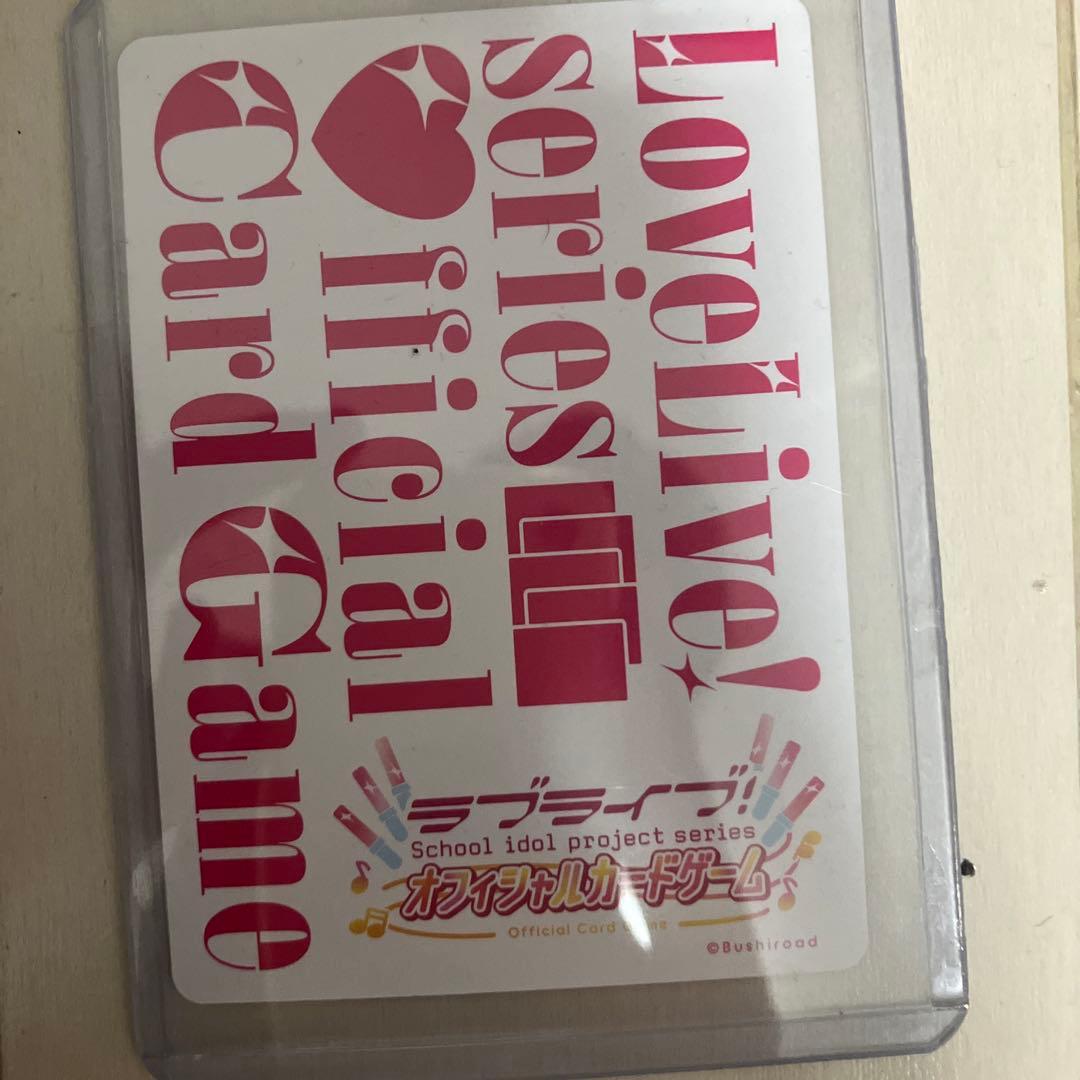 LoveLive!
series
Official
Card Game
ラブライブ!
School idol project series
オフィシャルカードゲーム
Official Card Game
©Bushiroad